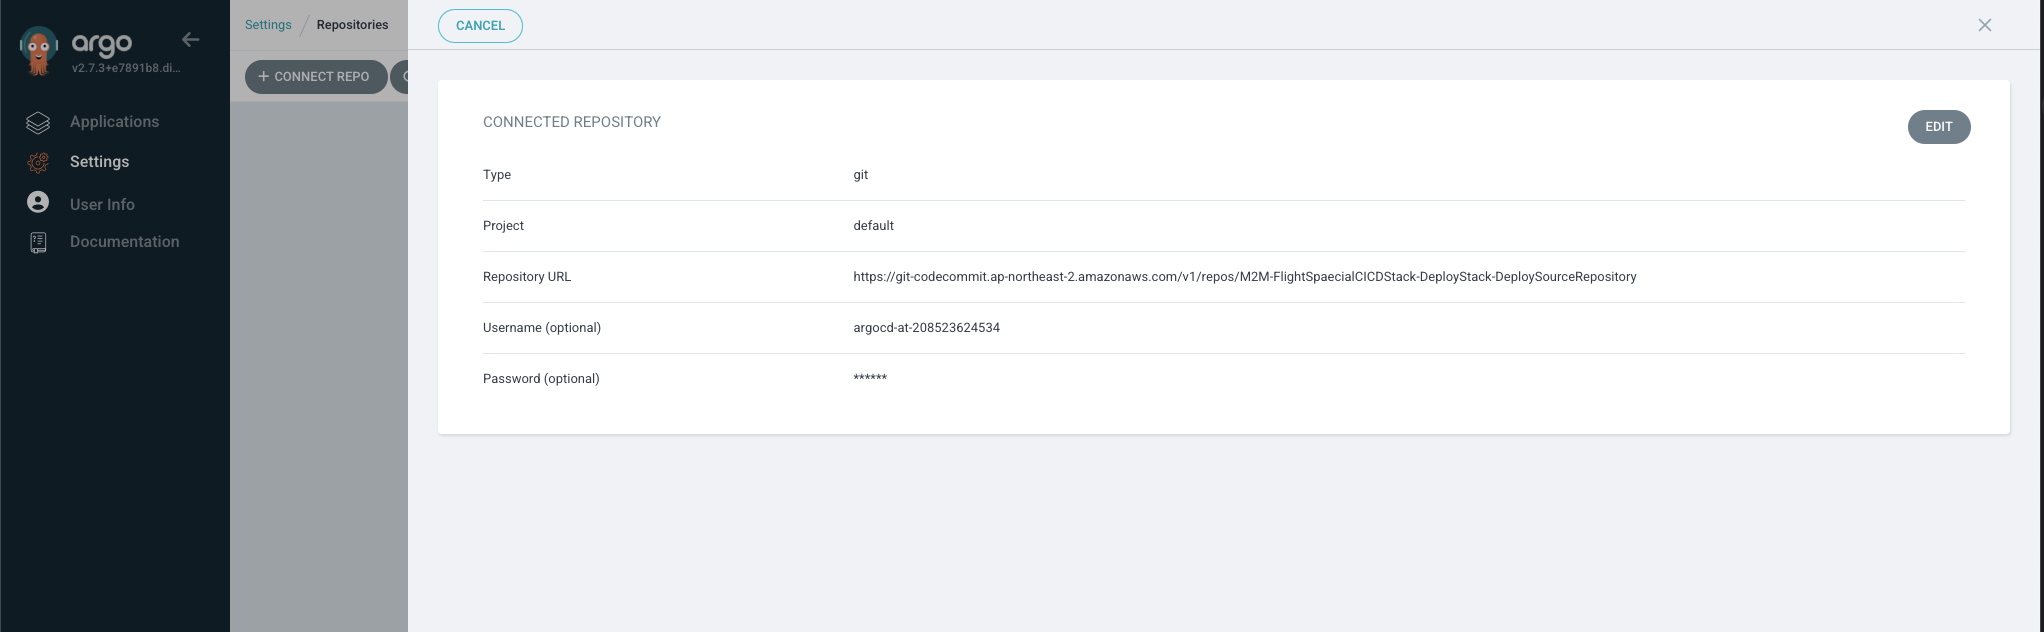 argo
v2.7.3+e7891b8.di...
Applications
Settings
User Info
Documentation
Settings / Repositories
+ CONNECT REPO
CANCEL
CONNECTED REPOSITORY
EDIT
Type git
Project default
Repository URL https://git-codecommit.ap-northeast-2.amazonaws.com/v1/repos/M2M-FlightSpaecialCICDStack-DeployStack-DeploySourceRepository
Username (optional) argocd-at-208523624534
Password (optional) ******